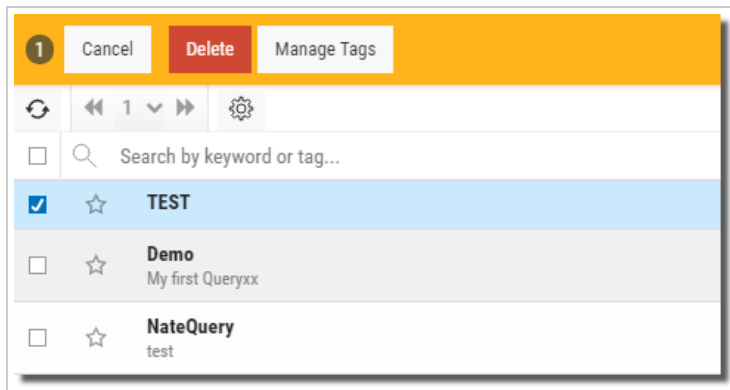 1 Cancel Delete Manage Tags
1
Search by keyword or tag...
TEST
Demo
My first Queryxx
NateQuery
test